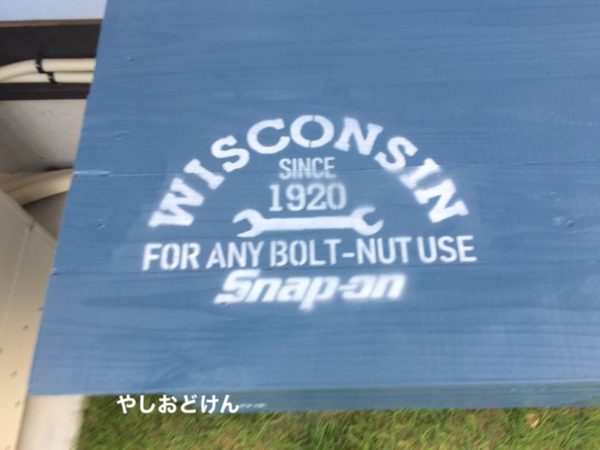 WISCONSIN
SINCE
1920
FOR ANY BOLT-NUT USE
Snap-on
やしおどけん